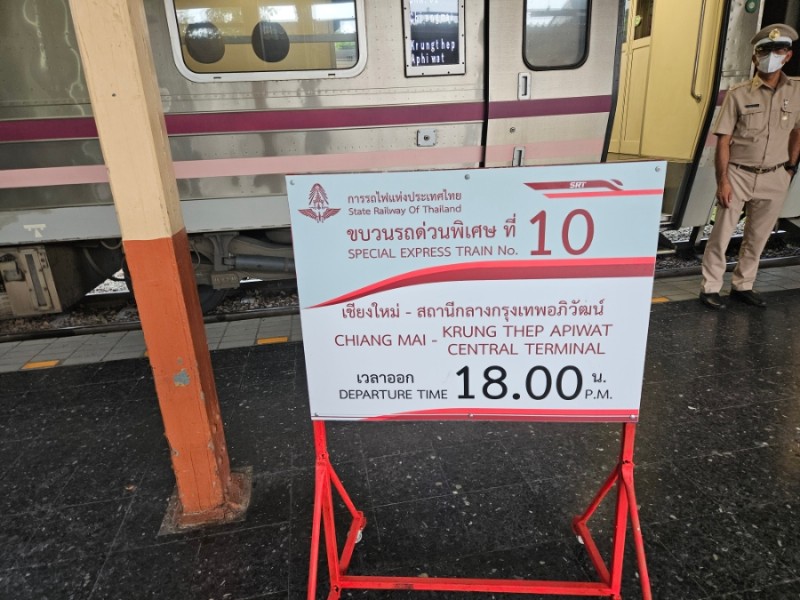 Krungthep
Aphiwat
การรถไฟแห่งประเทศไทย
State Railway Of Thailand
SRT
ขบวนรถด่วนพิเศษ ที่ 10
SPECIAL EXPRESS TRAIN No.
เชียงใหม่ - สถานีกลางกรุงเทพอภิวัฒน์
CHIANG MAI - KRUNG THEP APIWAT
CENTRAL TERMINAL
เวลาออก 18.00 น.
DEPARTURE TIME P.M.